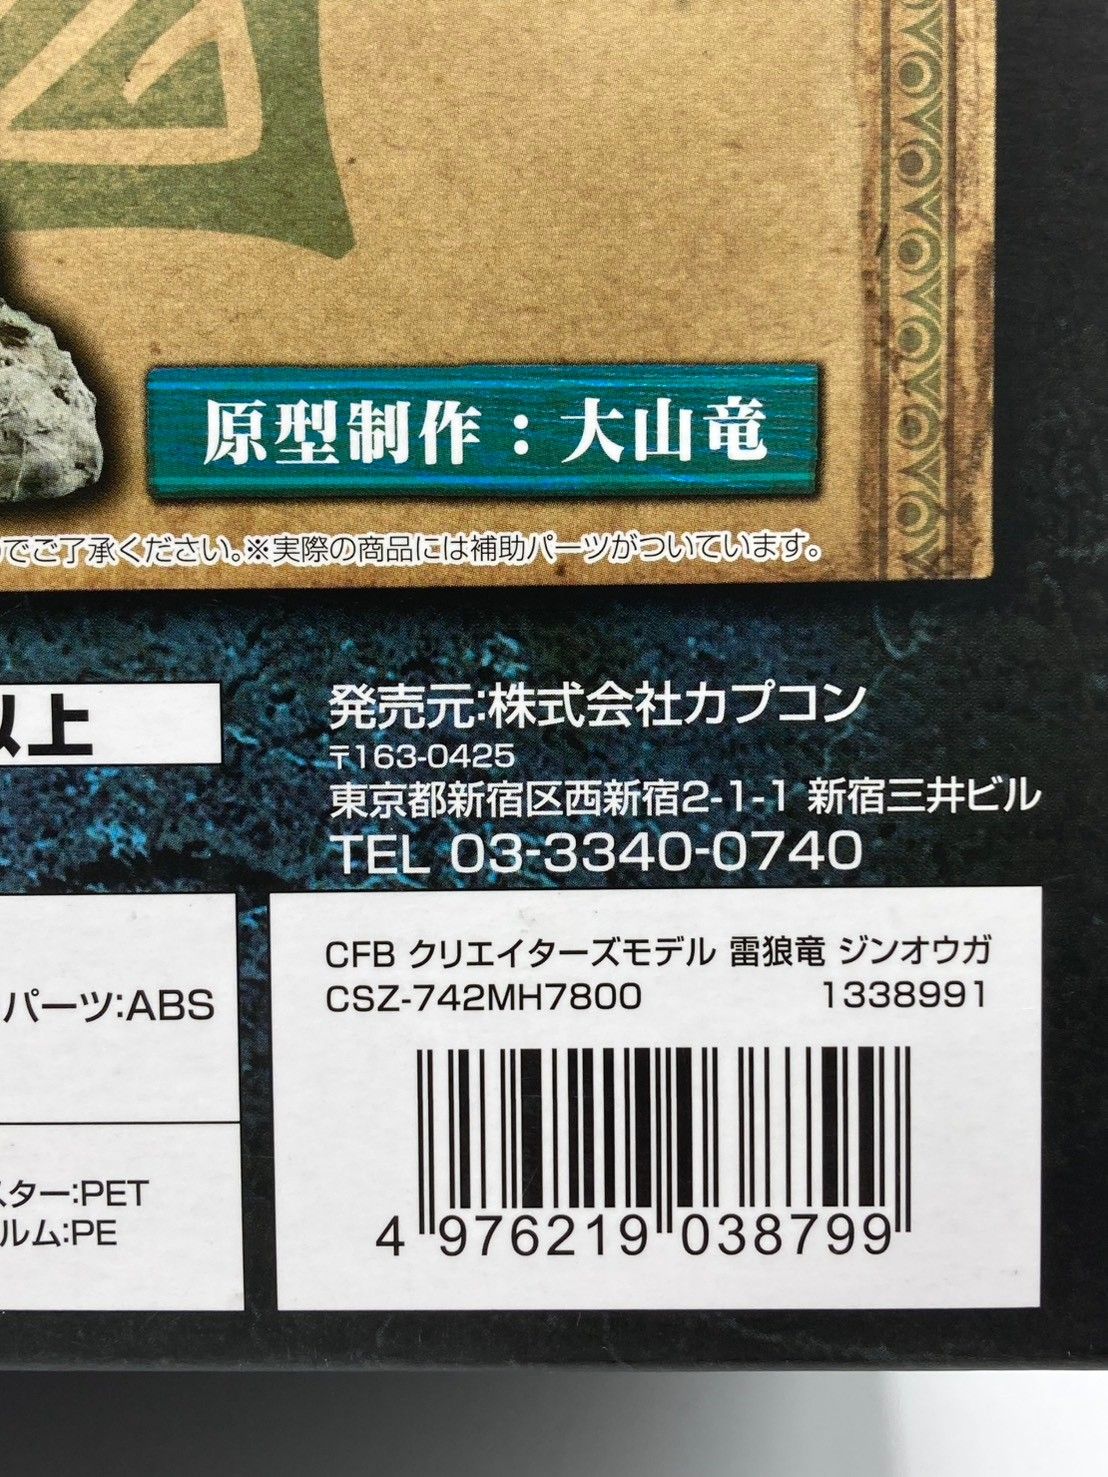 原型制作：大山竜
でご了承ください。※実際の商品には補助パーツがついています。
以上
発売元:株式会社カプコン
〒163-0425
東京都新宿区西新宿2-1-1 新宿三井ビル
TEL 03-3340-0740
パーツ:ABS
CFB クリエイターズモデル 雷狼竜 ジンオウガ
CSZ-742MH7800 1338991
スター:PET
ルム:PE
4 976219 038799